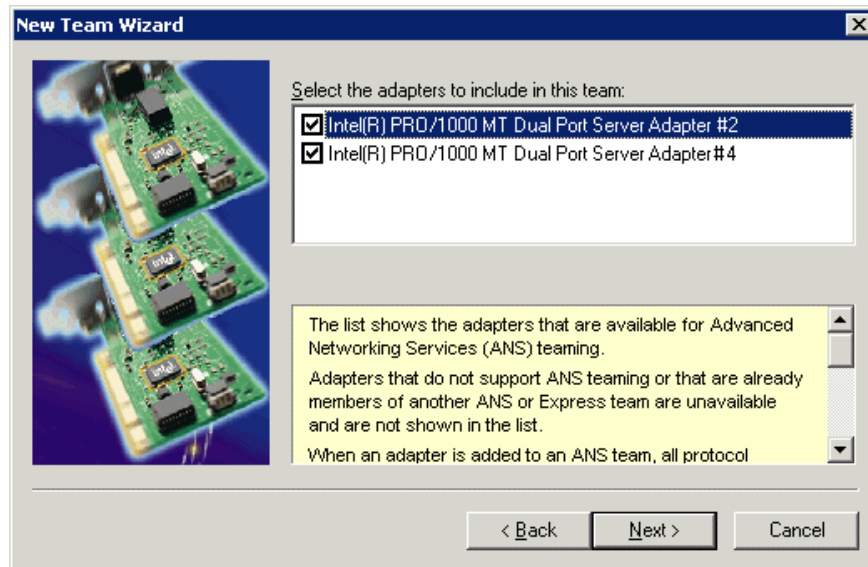 New Team Wizard
Select the adapters to include in this team:
Intel(R) PRO/1000 MT Dual Port Server Adapter #2
Intel(R) PRO/1000 MT Dual Port Server Adapter#4
intel
intel
intel
The list shows the adapters that are available for Advanced
Networking Services (ANS) teaming.
Adapters that do not support ANS teaming or that are already
members of another ANS or Express team are unavailable
and are not shown in the list.
When an adapter is added to an ANS team, all protocol
< Back
Next >
Cancel